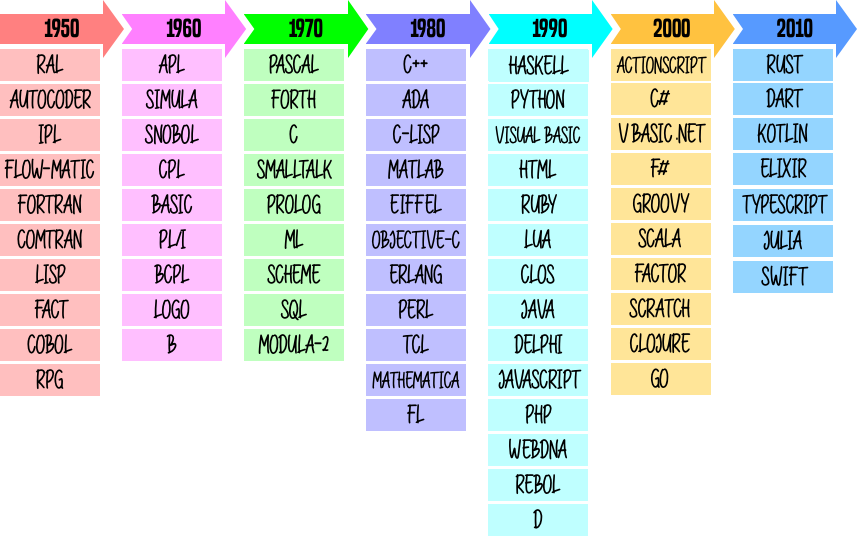 1950
RAL
AUTOCODER
IPL
FLOW-MATIC
FORTRAN
COMTRAN
LISP
FACT
COBOL
RPG
1960
APL
SIMULA
SNOBOL
CPL
BASIC
PL/I
BCPL
LOGO
B
1970
PASCAL
FORTH
C
SMALLTALK
PROLOG
ML
SCHEME
SQL
MODULA-2
1980
C++
ADA
C-LISP
MATLAB
EIFFEL
OBJECTIVE-C
ERLANG
PERL
TCL
MATHEMATICA
FL
1990
HASKELL
PYTHON
VISUAL BASIC
HTML
RUBY
LUA
CLOS
JAVA
DELPHI
JAVASCRIPT
PHP
WEBDNA
REBOL
D
2000
ACTIONSCRIPT
C#
V BASIC .NET
F#
GROOVY
SCALA
FACTOR
SCRATCH
CLOJURE
GO
2010
RUST
DART
KOTLIN
ELIXIR
TYPESCRIPT
JULIA
SWIFT